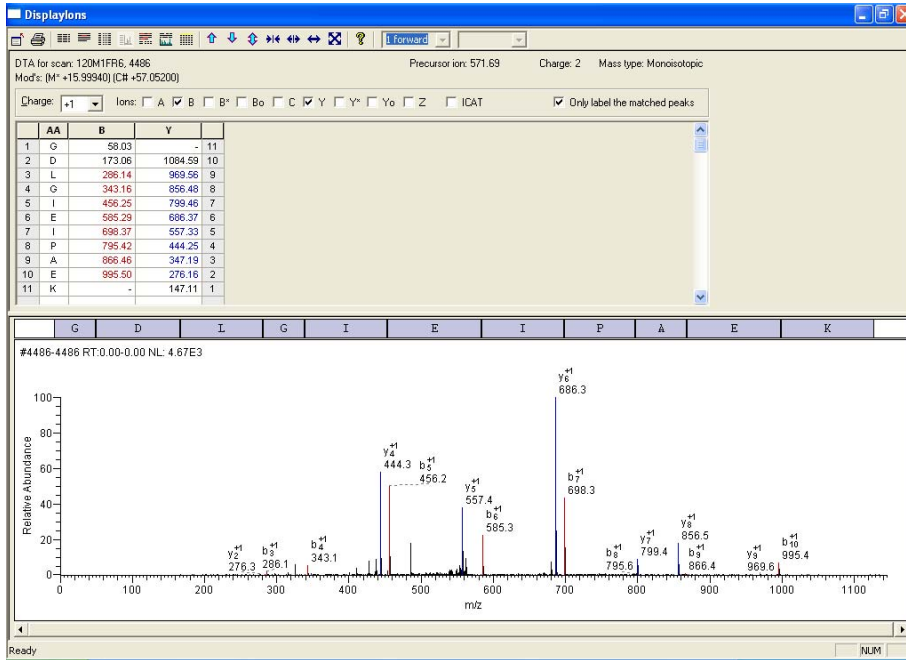 DisplayIons
1 forward
DTA for scan: 120M1FR6, 4486 Precursor ion: 571.69 Charge: 2 Mass type: Monoisotopic
Mod's: (M* +15.99940) (C# +57.05200)
Charge: +1 Ions: A B B* Bo C Y Y* Yo Z ICAT Only label the matched peaks
AA B Y
1 G 58.03 - 11
2 D 173.06 1084.59 10
3 L 286.14 969.56 9
4 G 343.16 856.48 8
5 I 456.25 799.46 7
6 E 585.29 686.37 6
7 I 698.37 557.33 5
8 P 795.42 444.25 4
9 A 866.46 347.19 3
10 E 995.50 276.16 2
11 K - 147.11 1
G D L G I E I P A E K
#4486-4486 RT:0.00-0.00 NL: 4.67E3
Relative Abundance
100
80
60
40
20
0
y2+1
276.3
b3+1
286.1
b4+1
343.1
y4+1
444.3
b5+1
456.2
y5+1
557.4
b6+1
585.3
y6+1
686.3
b7+1
698.3
b8+1
795.6
y7+1
799.4
y8+1
856.5
b9+1
866.4
y9+1
969.6
b10+1
995.4
0 100 200 300 400 500 600 700 800 900 1000 1100
m/z
Ready NUM